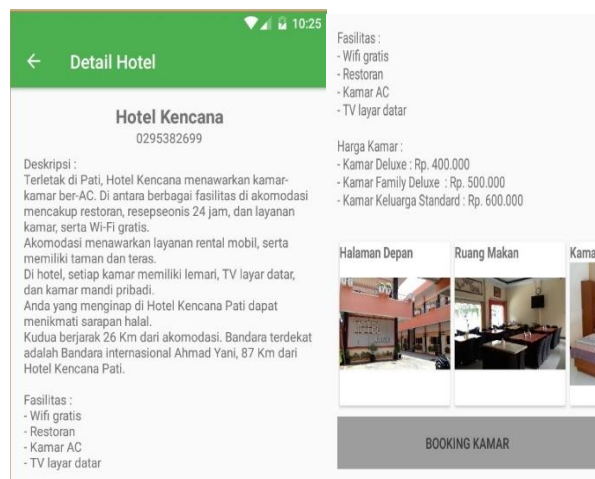 10:25
Detail Hotel
Hotel Kencana
0295382699
Deskripsi :
Terletak di Pati, Hotel Kencana menawarkan kamar-
kamar ber-AC. Di antara berbagai fasilitas di akomodasi
mencakup restoran, resepseonis 24 jam, dan layanan
kamar, serta Wi-Fi gratis.
Akomodasi menawarkan layanan rental mobil, serta
memiliki taman dan teras.
Di hotel, setiap kamar memiliki lemari, TV layar datar,
dan kamar mandi pribadi.
Anda yang menginap di Hotel Kencana Pati dapat
menikmati sarapan halal.
Kudua berjarak 26 Km dari akomodasi. Bandara terdekat
adalah Bandara internasional Ahmad Yani, 87 Km dari
Hotel Kencana Pati.
Fasilitas :
- Wifi gratis
- Restoran
- Kamar AC
- TV layar datar
Fasilitas :
- Wifi gratis
- Restoran
- Kamar AC
- TV layar datar
Harga Kamar :
- Kamar Deluxe : Rp. 400.000
- Kamar Family Deluxe : Rp. 500.000
- Kamar Keluarga Standard : Rp. 600.000
Halaman Depan
Ruang Makan
Kama
BOOKING KAMAR